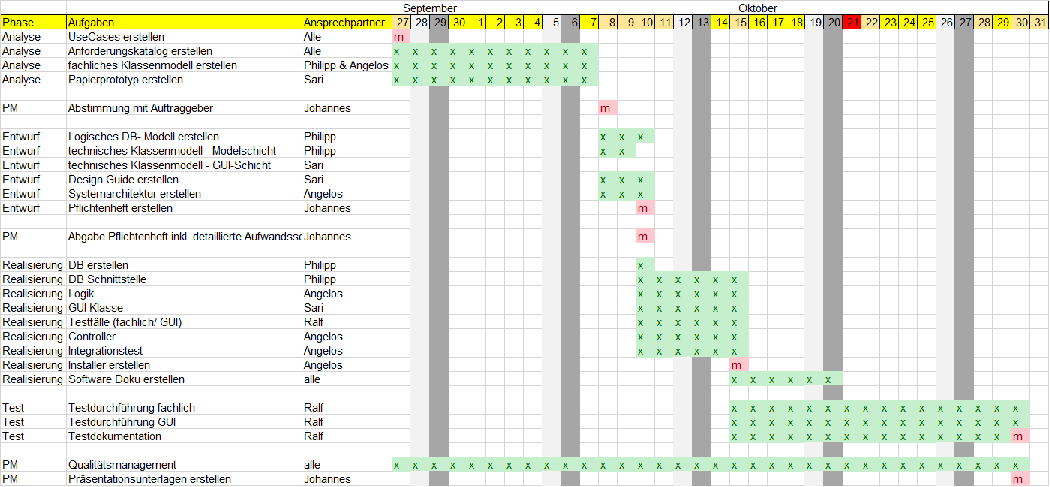 September Oktober
Phase Aufgaben Ansprechpartner 27 28 29 30 1 2 3 4 5 6 7 8 9 10 11 12 13 14 15 16 17 18 19 20 21 22 23 24 25 26 27 28 29 30 31
Analyse UseCases erstellen Alle m
Analyse Anforderungskatalog erstellen Alle x x x x x x x x x x x
Analyse fachliches Klassenmodell erstellen Philipp & Angelos x x x x x x x x x x x
Analyse Papierprototyp erstellen Sari x x x x x x x x x x x
PM Abstimmung mit Auftraggeber Johannes m
Entwurf Logisches DB- Modell erstellen Philipp x x x
Entwurf technisches Klassenmodell - Modelschicht Philipp x x
Entwurf technisches Klassenmodell - GUI-Schicht Sari
Entwurf Design Guide erstellen Sari x x x
Entwurf Systemarchitektur erstellen Angelos x x x
Entwurf Pflichtenheft erstellen Johannes m
PM Abgabe Pflichtenheft inkl. detaillierte Aufwandssc Johannes m
Realisierung DB erstellen Philipp x
Realisierung DB Schnittstelle Philipp x x x x x x
Realisierung Logik Angelos x x x x x x
Realisierung GUI Klasse Sari x x x x x x
Realisierung Testfälle (fachlich/ GUI) Ralf x x x x x x
Realisierung Controller Angelos x x x x x x
Realisierung Integrationstest Angelos x x x x x x
Realisierung Installer erstellen Angelos m
Realisierung Software Doku erstellen alle x x x x x x
Test Testdurchführung fachlich Ralf x x x x x x x x x x x x x x x x
Test Testdurchführung GUI Ralf x x x x x x x x x x x x x x x x
Test Testdokumentation Ralf x x x x x x x x x x x x x x x m
PM Qualitätsmanagement alle x x x x x x x x x x x x x x x x x x x x x x x x x x x x x x x x x x
PM Präsentationsunterlagen erstellen Johannes m